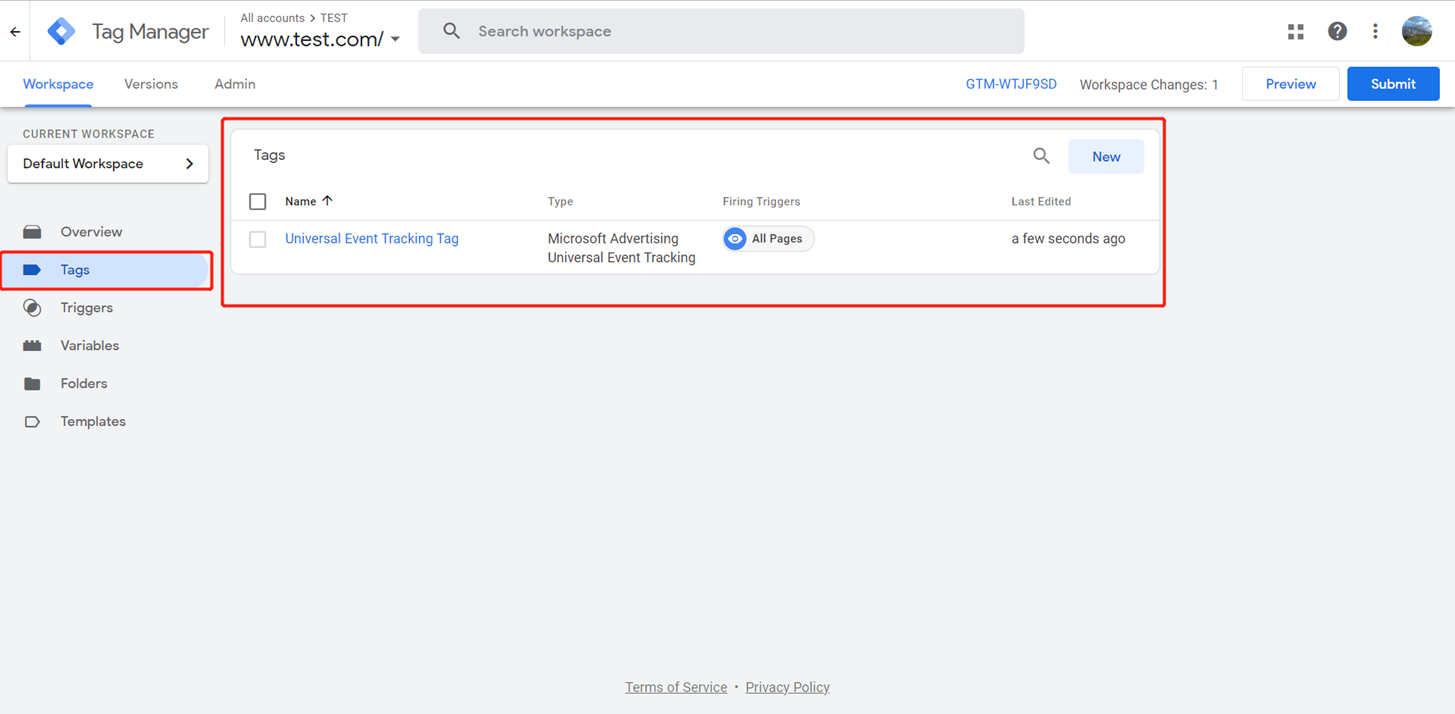 Tag Manager
All accounts > TEST
www.test.com/
Search workspace
Workspace
Versions
Admin
GTM-WTJF9SD
Workspace Changes: 1
Preview
Submit
CURRENT WORKSPACE
Default Workspace
Overview
Tags
Triggers
Variables
Folders
Templates
Tags
New
Name
Type
Firing Triggers
Last Edited
Universal Event Tracking Tag
Microsoft Advertising
Universal Event Tracking
All Pages
a few seconds ago
Terms of Service • Privacy Policy